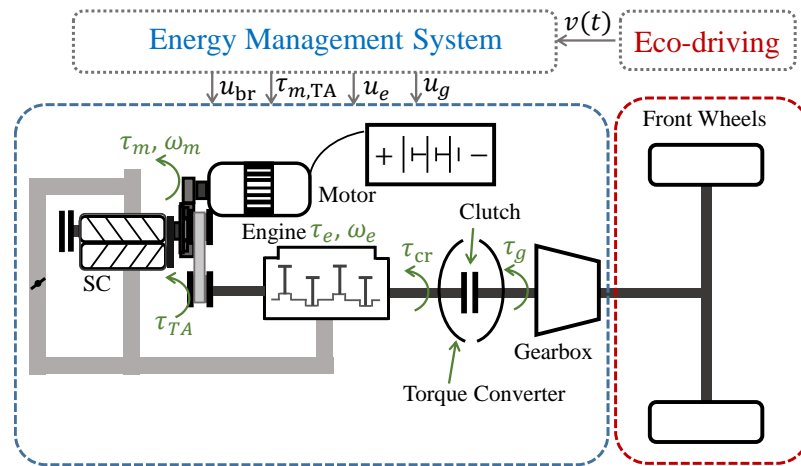 Energy Management System
v(t)
Eco-driving
u_br
τ_m,TA
u_e
u_g
Front Wheels
τ_m, ω_m
+
−
Motor
Clutch
Engine
τ_e, ω_e
τ_cr
τ_g
SC
τ_TA
Gearbox
Torque Converter